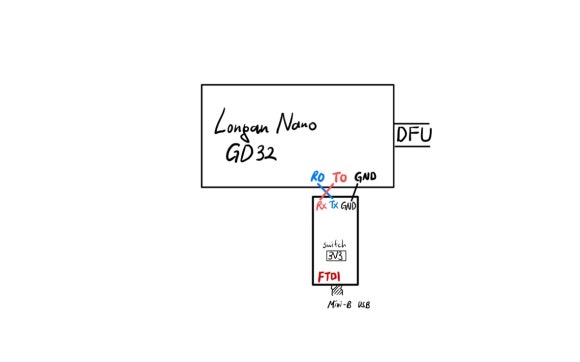 Longan Nano
GD32
DFU
R0 T0 GND
Rx Tx GND
switch
3V3
FTDI
Mini-B USB